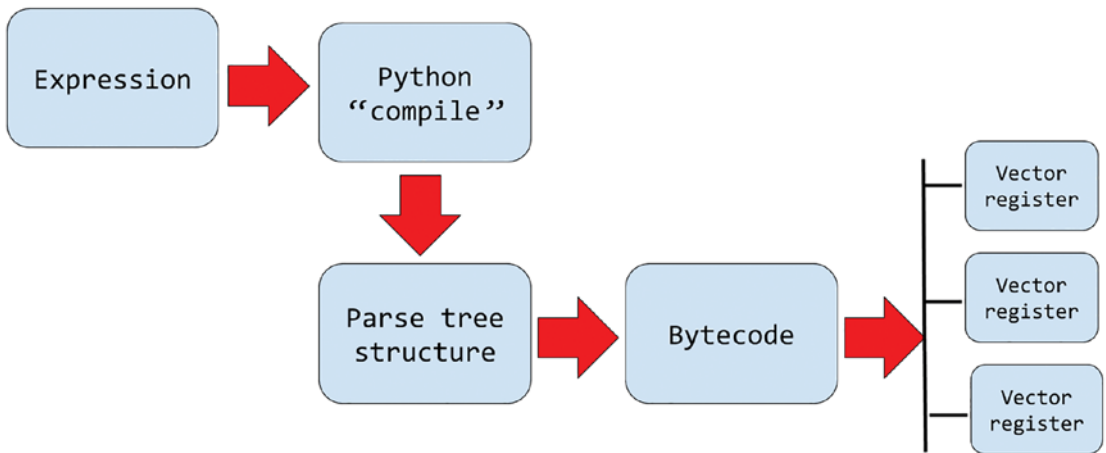 Expression
Python
“compile”
Parse tree
structure
Bytecode
Vector
register
Vector
register
Vector
register